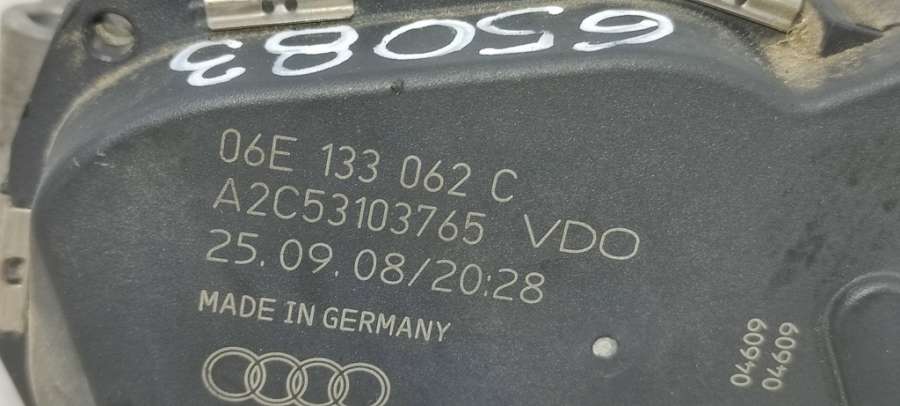 65083
06E 133 062 C
A2C53103765 VDO
25.09.08/20:28
MADE IN GERMANY
04609
04609